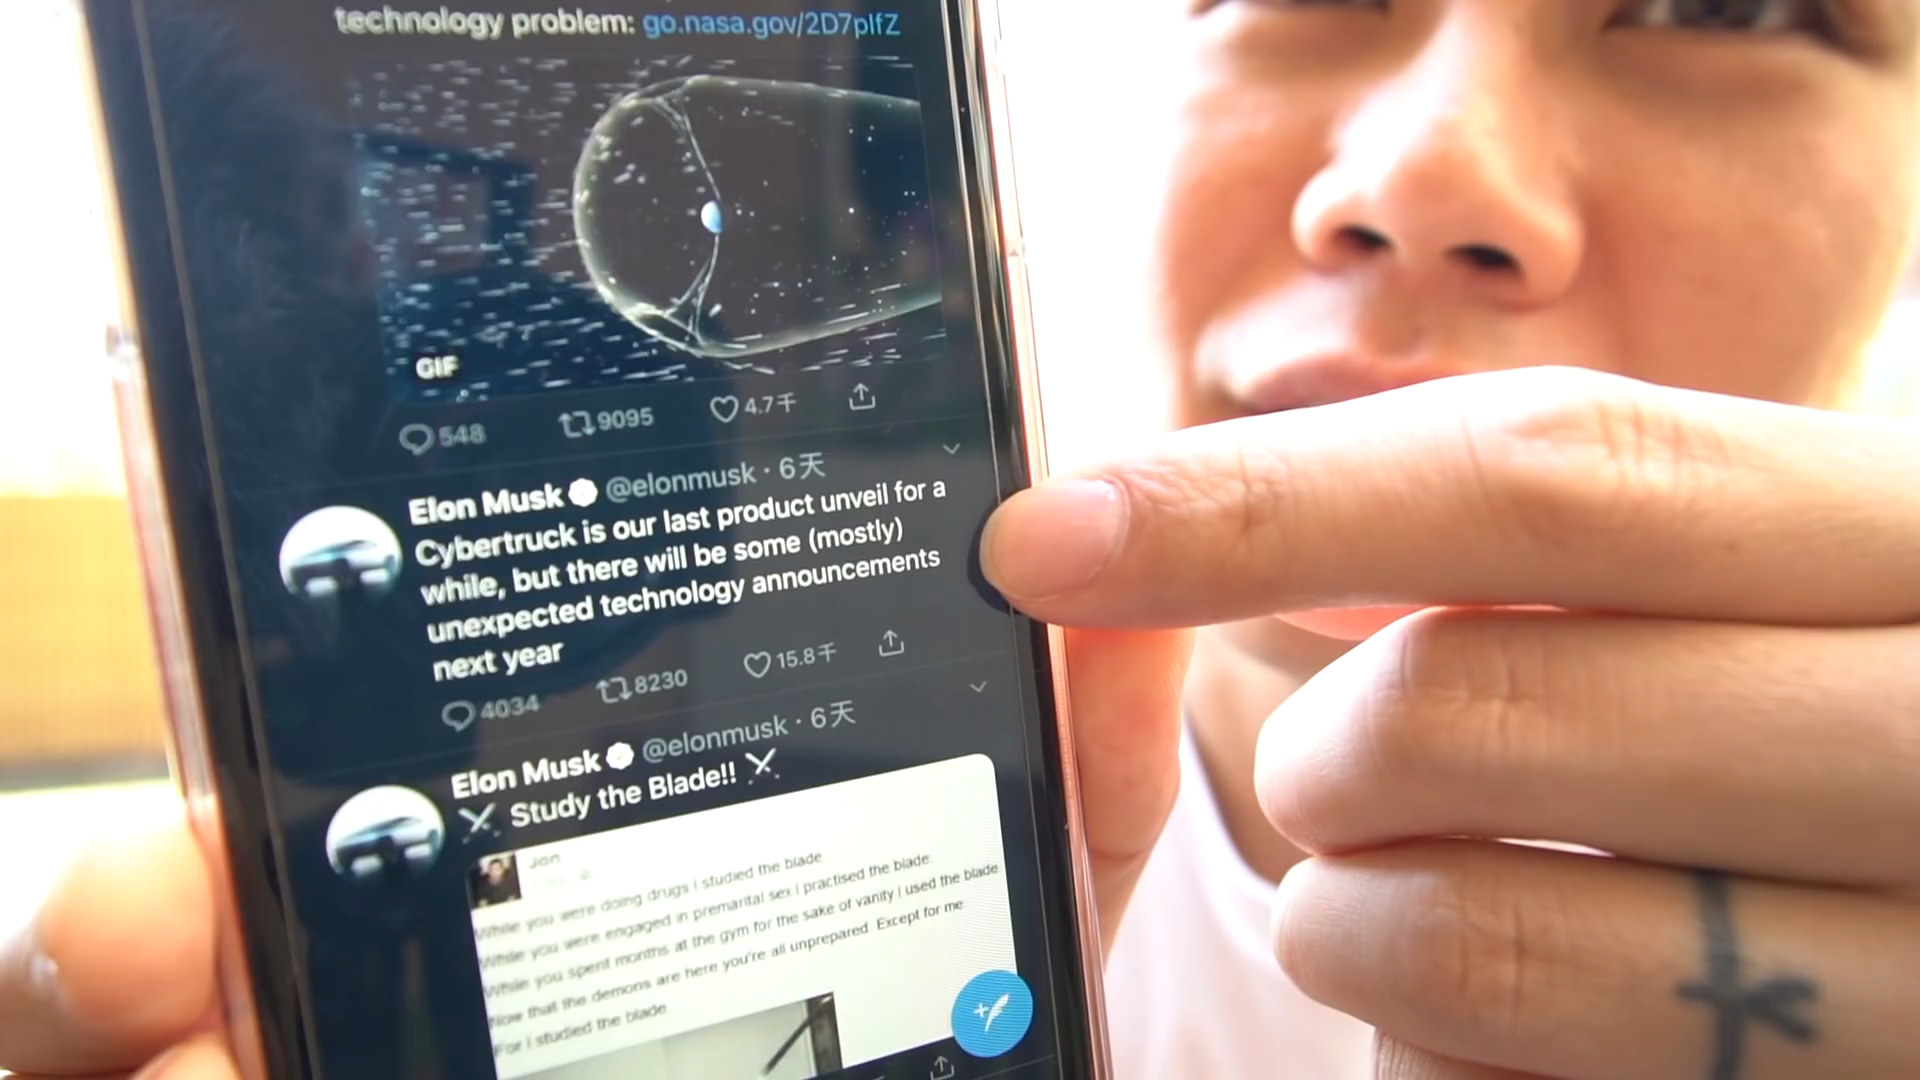 technology problem: go.nasa.gov/2D7plfZ
GIF
548 9095 4.7千
Elon Musk @elonmusk · 6天
Cybertruck is our last product unveil for a
while, but there will be some (mostly)
unexpected technology announcements
next year
4034 8230 15.8千
Elon Musk @elonmusk · 6天
⚔ Study the Blade!! ⚔
Jon
While you were doing drugs I studied the blade.
While you were engaged in premarital sex I practised the blade.
While you spent months at the gym for the sake of vanity I used the blade
Now that the demons are here you're all unprepared. Except for me.
For I studied the blade.